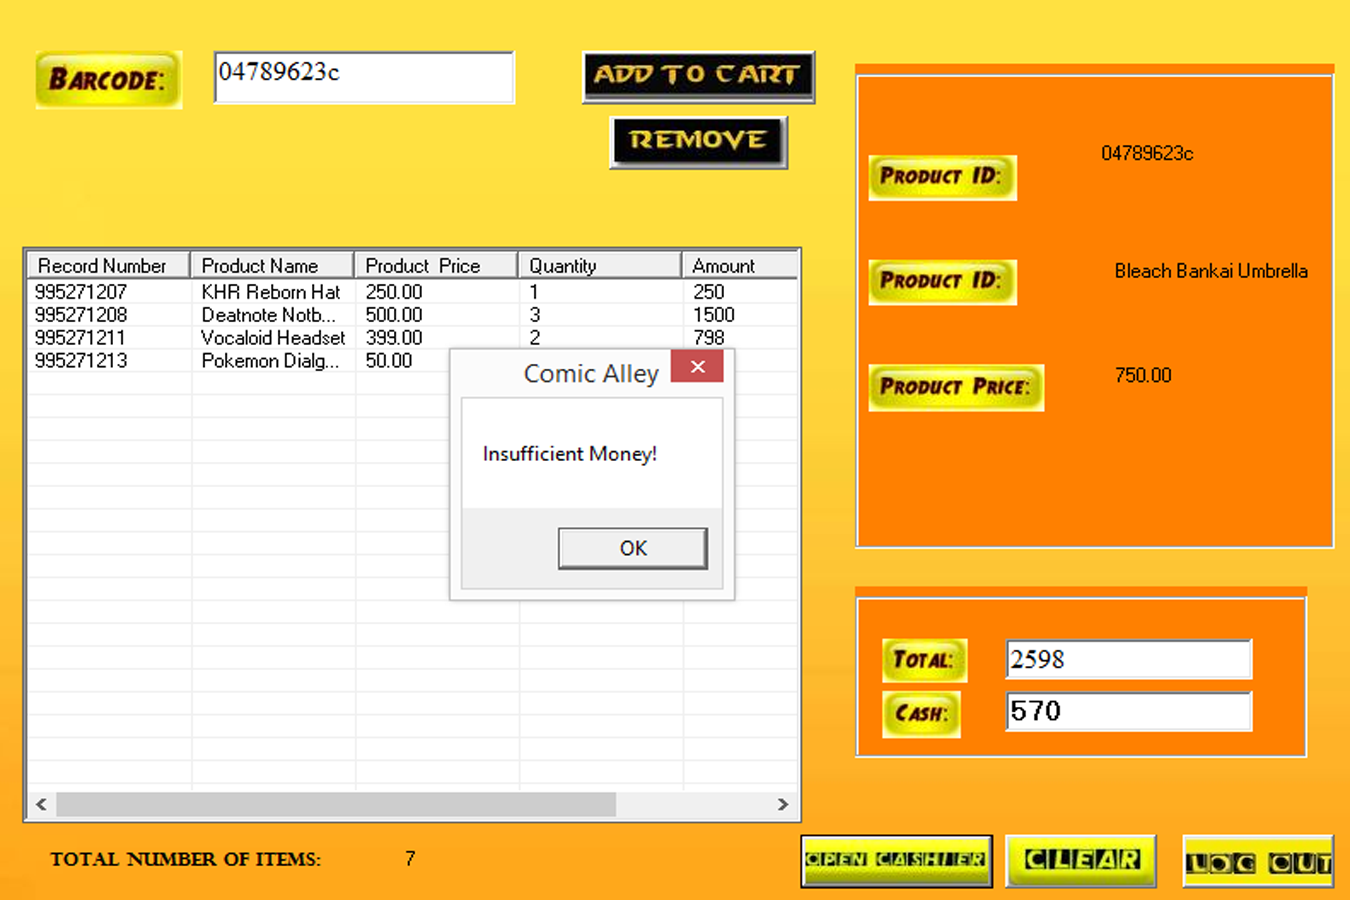 BARCODE:
04789623c
ADD TO CART
REMOVE
04789623c
PRODUCT ID:
Bleach Bankai Umbrella
PRODUCT ID:
750.00
PRODUCT PRICE:
Record Number Product Name Product Price Quantity Amount
995271207 KHR Reborn Hat 250.00 1 250
995271208 Deatnote Notb... 500.00 3 1500
995271211 Vocaloid Headset 399.00 2 798
995271213 Pokemon Dialg... 50.00
Comic Alley
Insufficient Money!
OK
TOTAL: 2598
CASH: 570
TOTAL NUMBER OF ITEMS: 7
OPEN CASHIER
CLEAR
LOG OUT